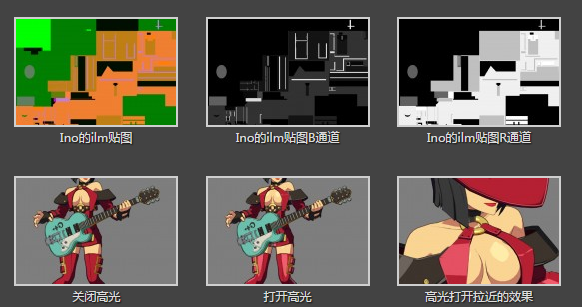 Ino的ilm贴图
Ino的ilm贴图B通道
Ino的ilm贴图R通道
关闭高光
打开高光
高光打开拉近的效果